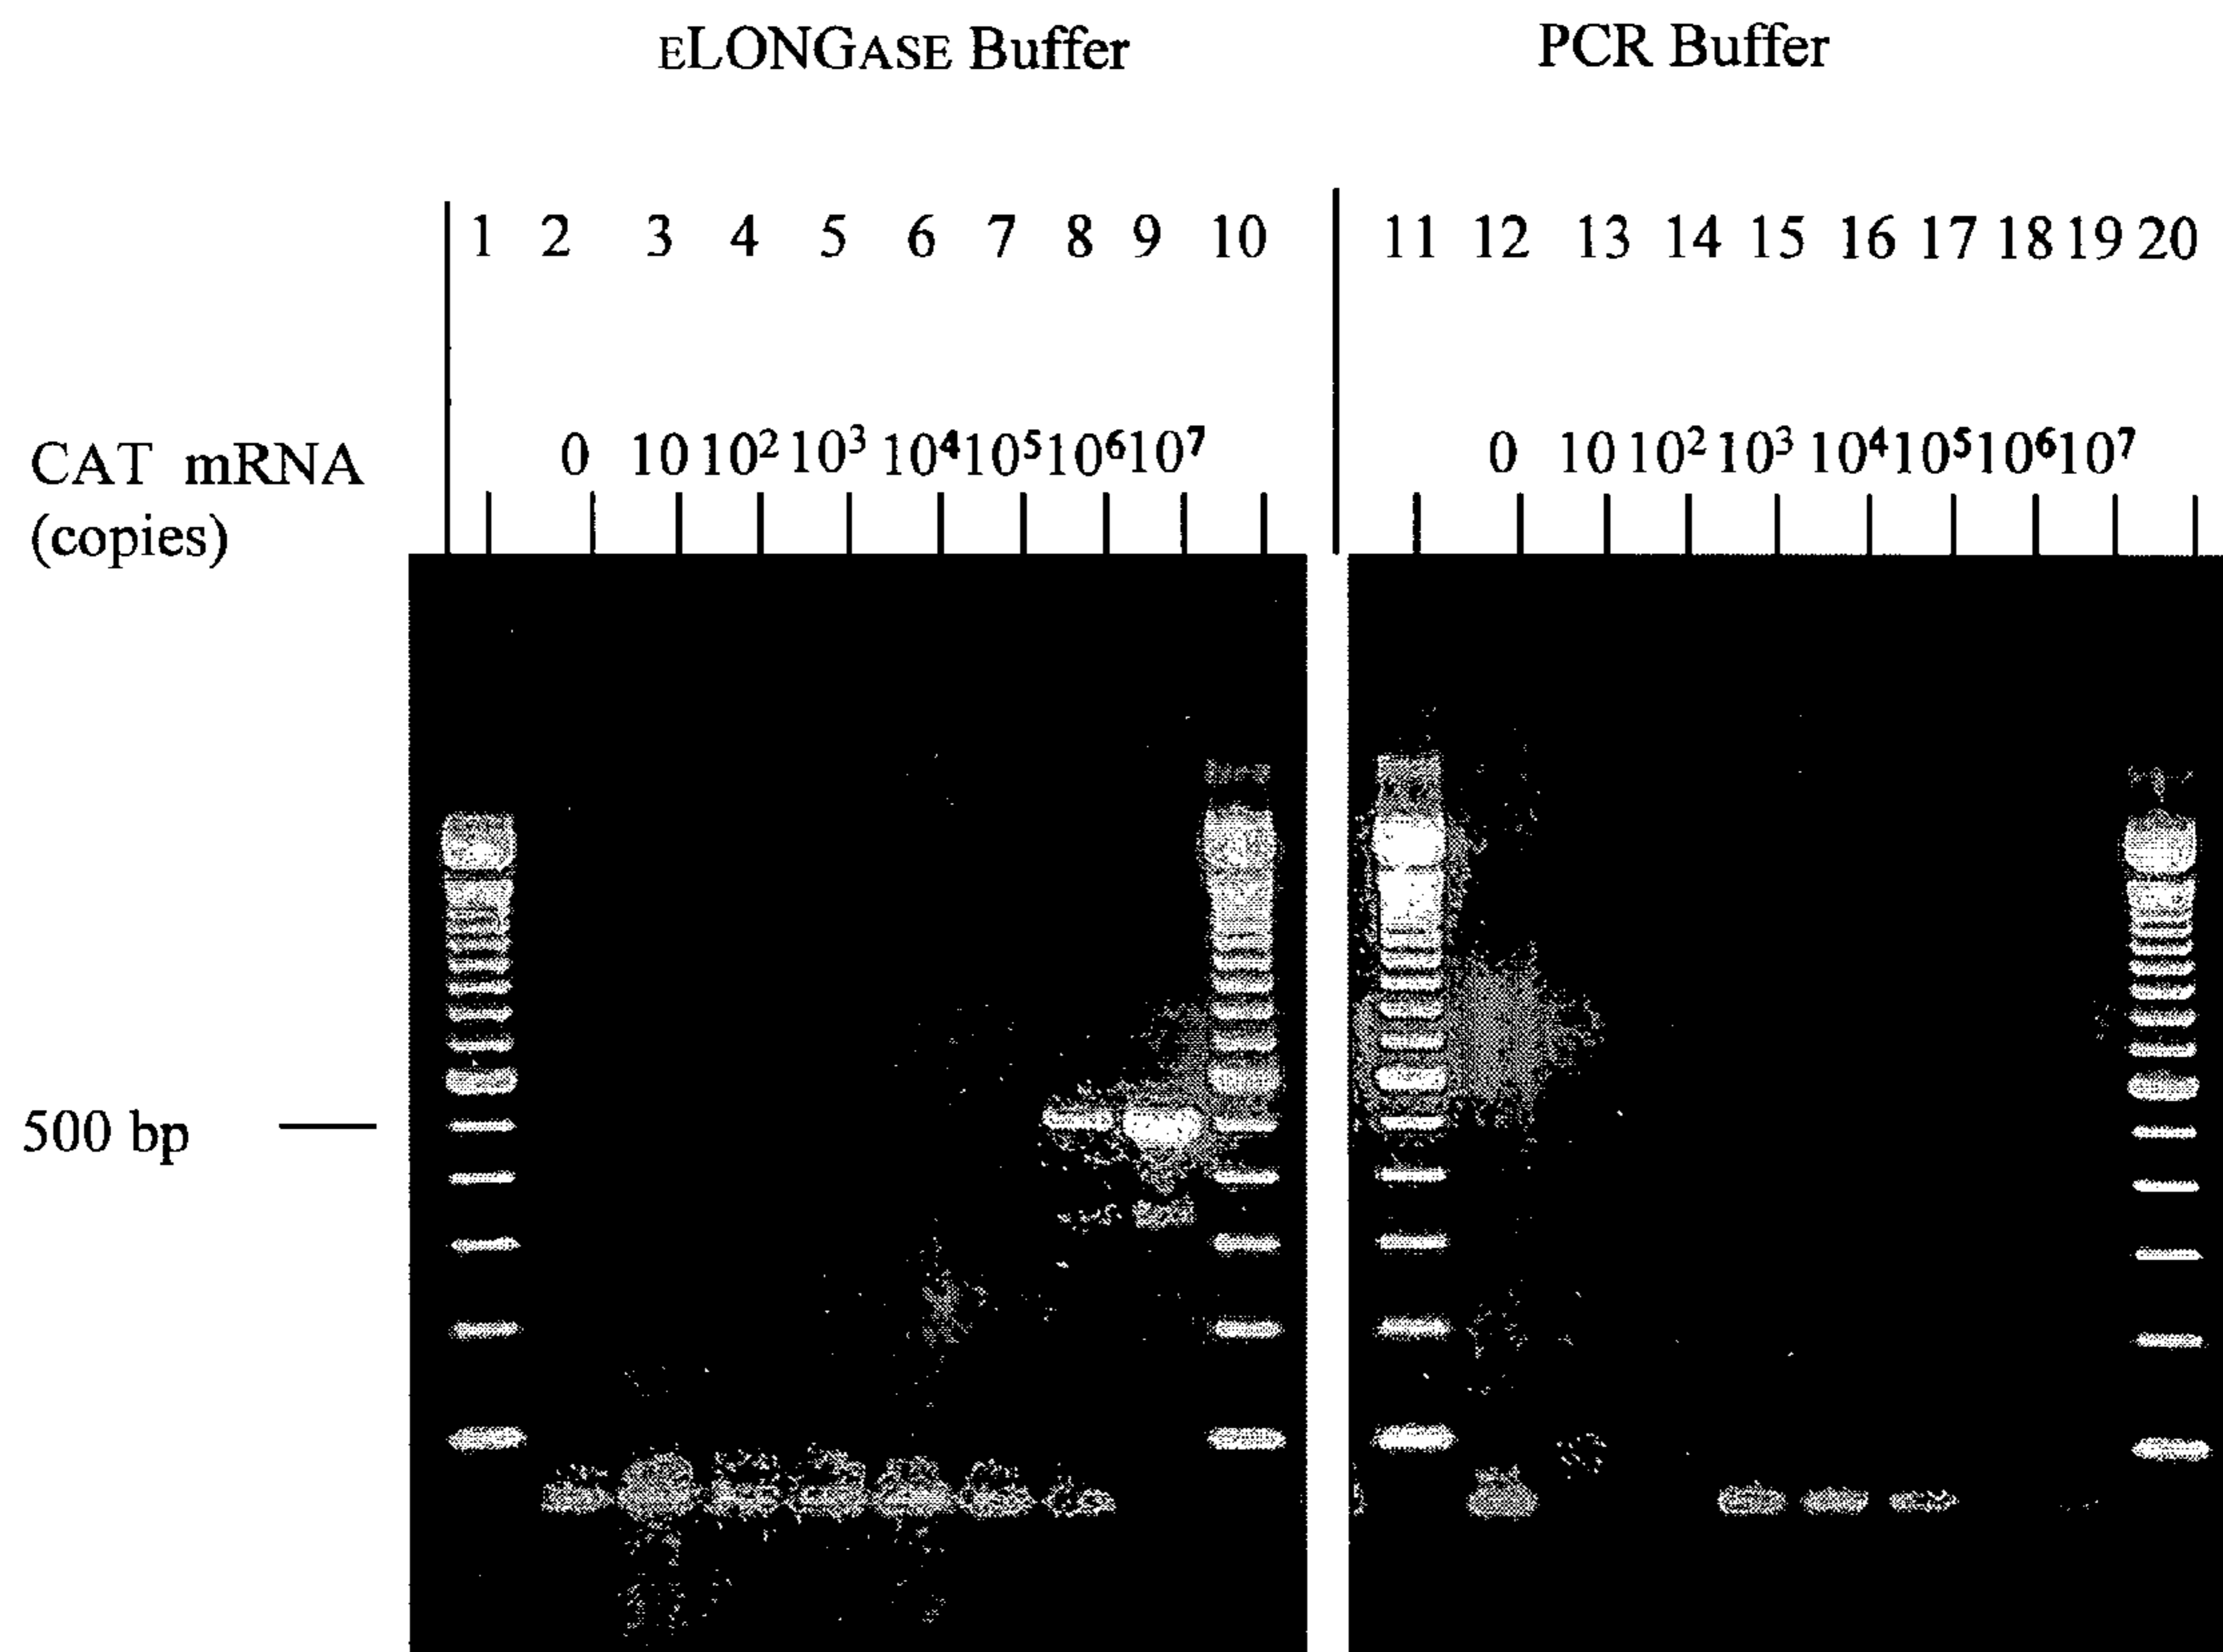 ELONGASE Buffer PCR Buffer
1 2 3 4 5 6 7 8 9 10 11 12 13 14 15 16 17 18 19 20
CAT mRNA 0 10 10² 10³ 10⁴ 10⁵ 10⁶ 10⁷ 0 10 10² 10³ 10⁴ 10⁵ 10⁶ 10⁷
(copies)
500 bp